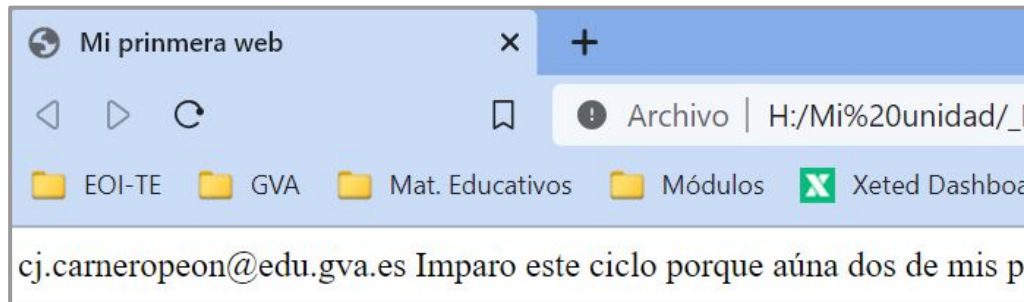 Mi prinmera web
Archivo | H:/Mi%20unidad/_
EOI-TE GVA Mat. Educativos Módulos Xeted Dashboa
cj.carneropeon@edu.gva.es Imparo este ciclo porque aúna dos de mis p